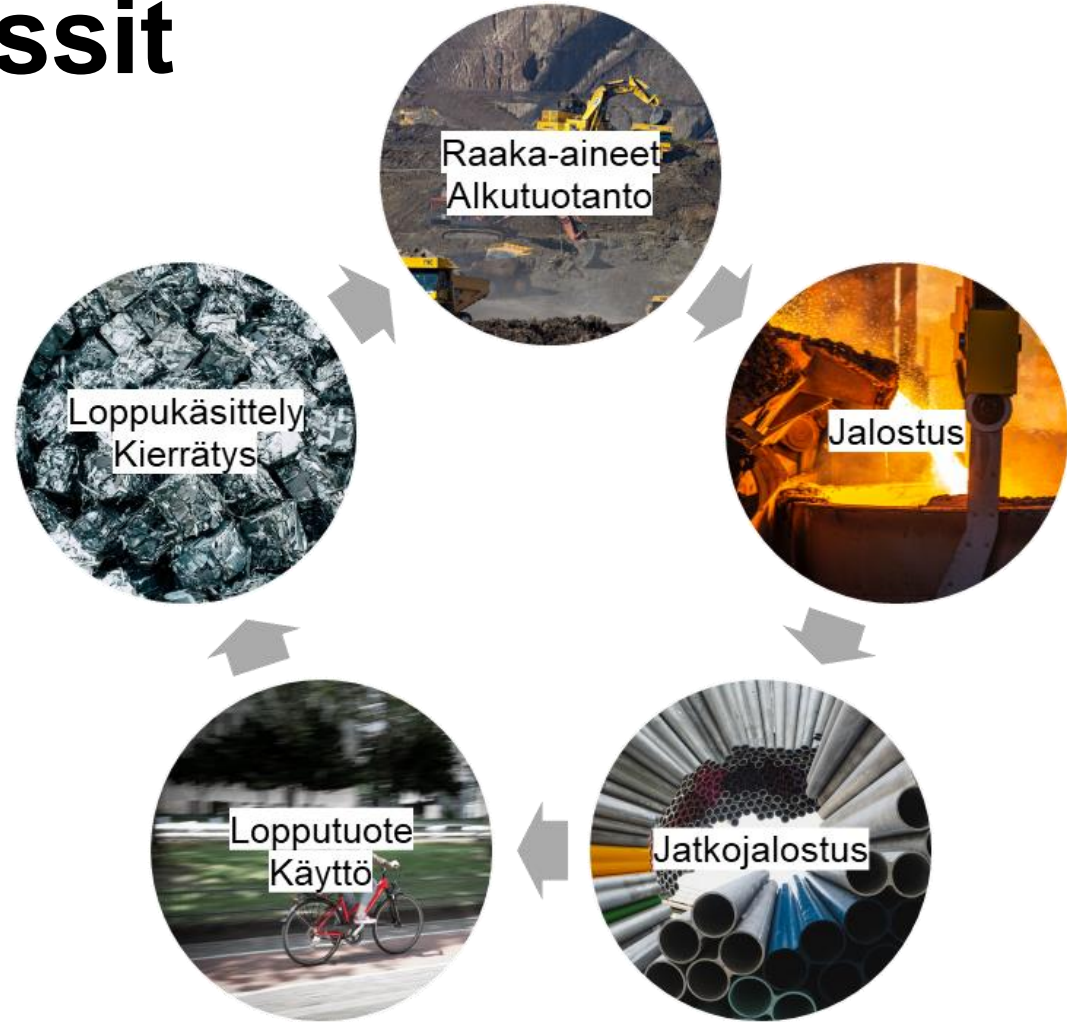 ssit
Raaka-aineet
Alkutuotanto
Jalostus
Jatkojalostus
Lopputuote
Käyttö
Loppukäsittely
Kierrätys